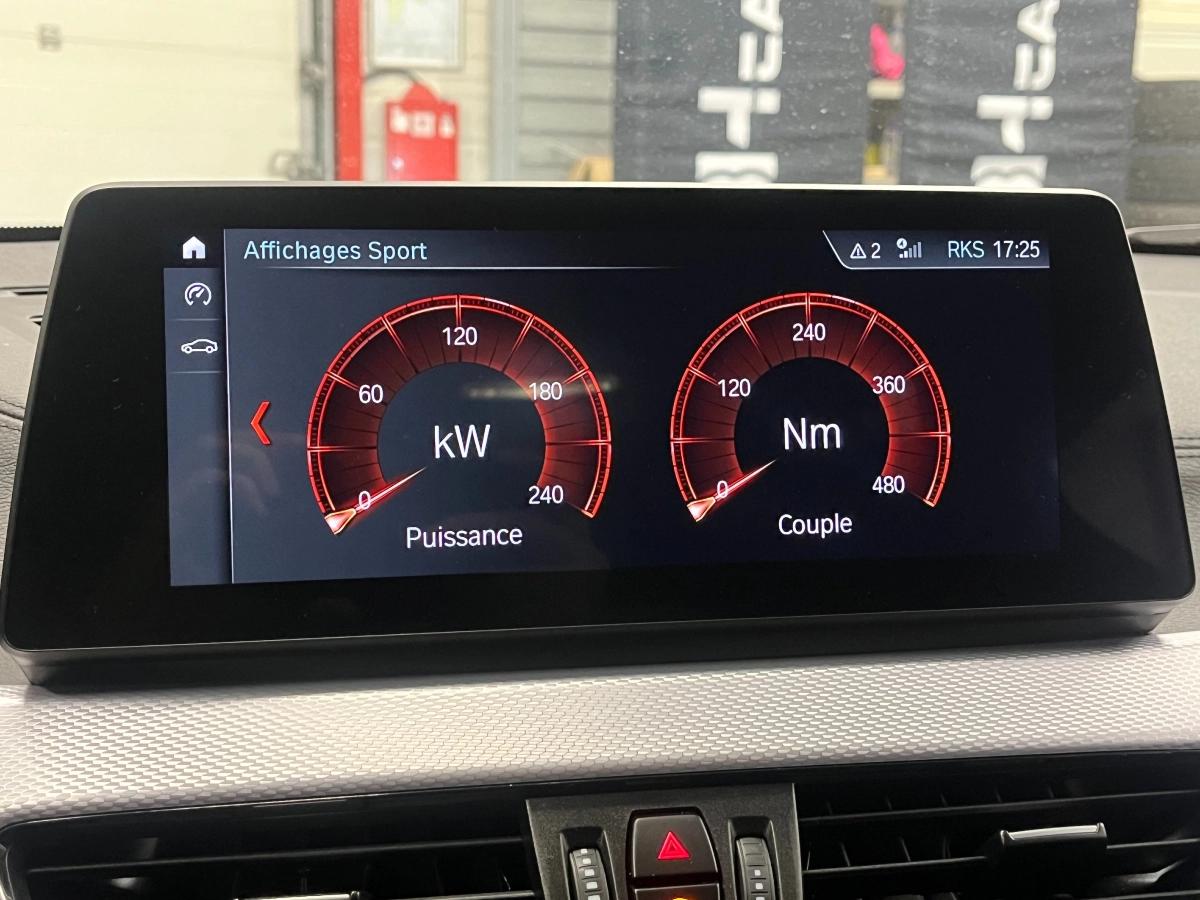 Affichages Sport
2 RKS 17:25
120
60
180
kW
0
240
Puissance
240
120
360
Nm
0
480
Couple